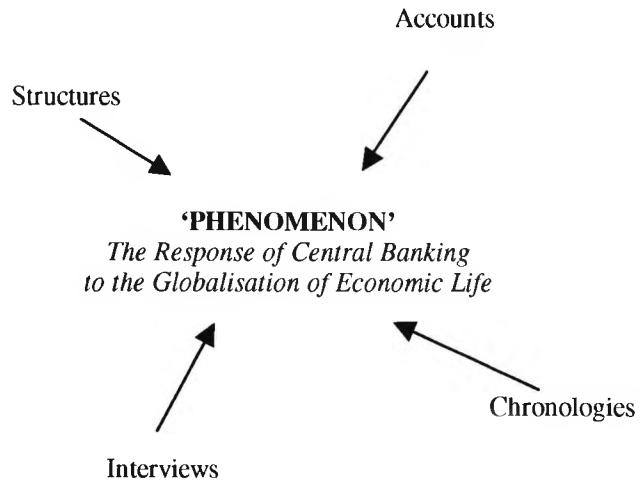 Accounts
Structures
‘PHENOMENON’
The Response of Central Banking
to the Globalisation of Economic Life
Chronologies
Interviews